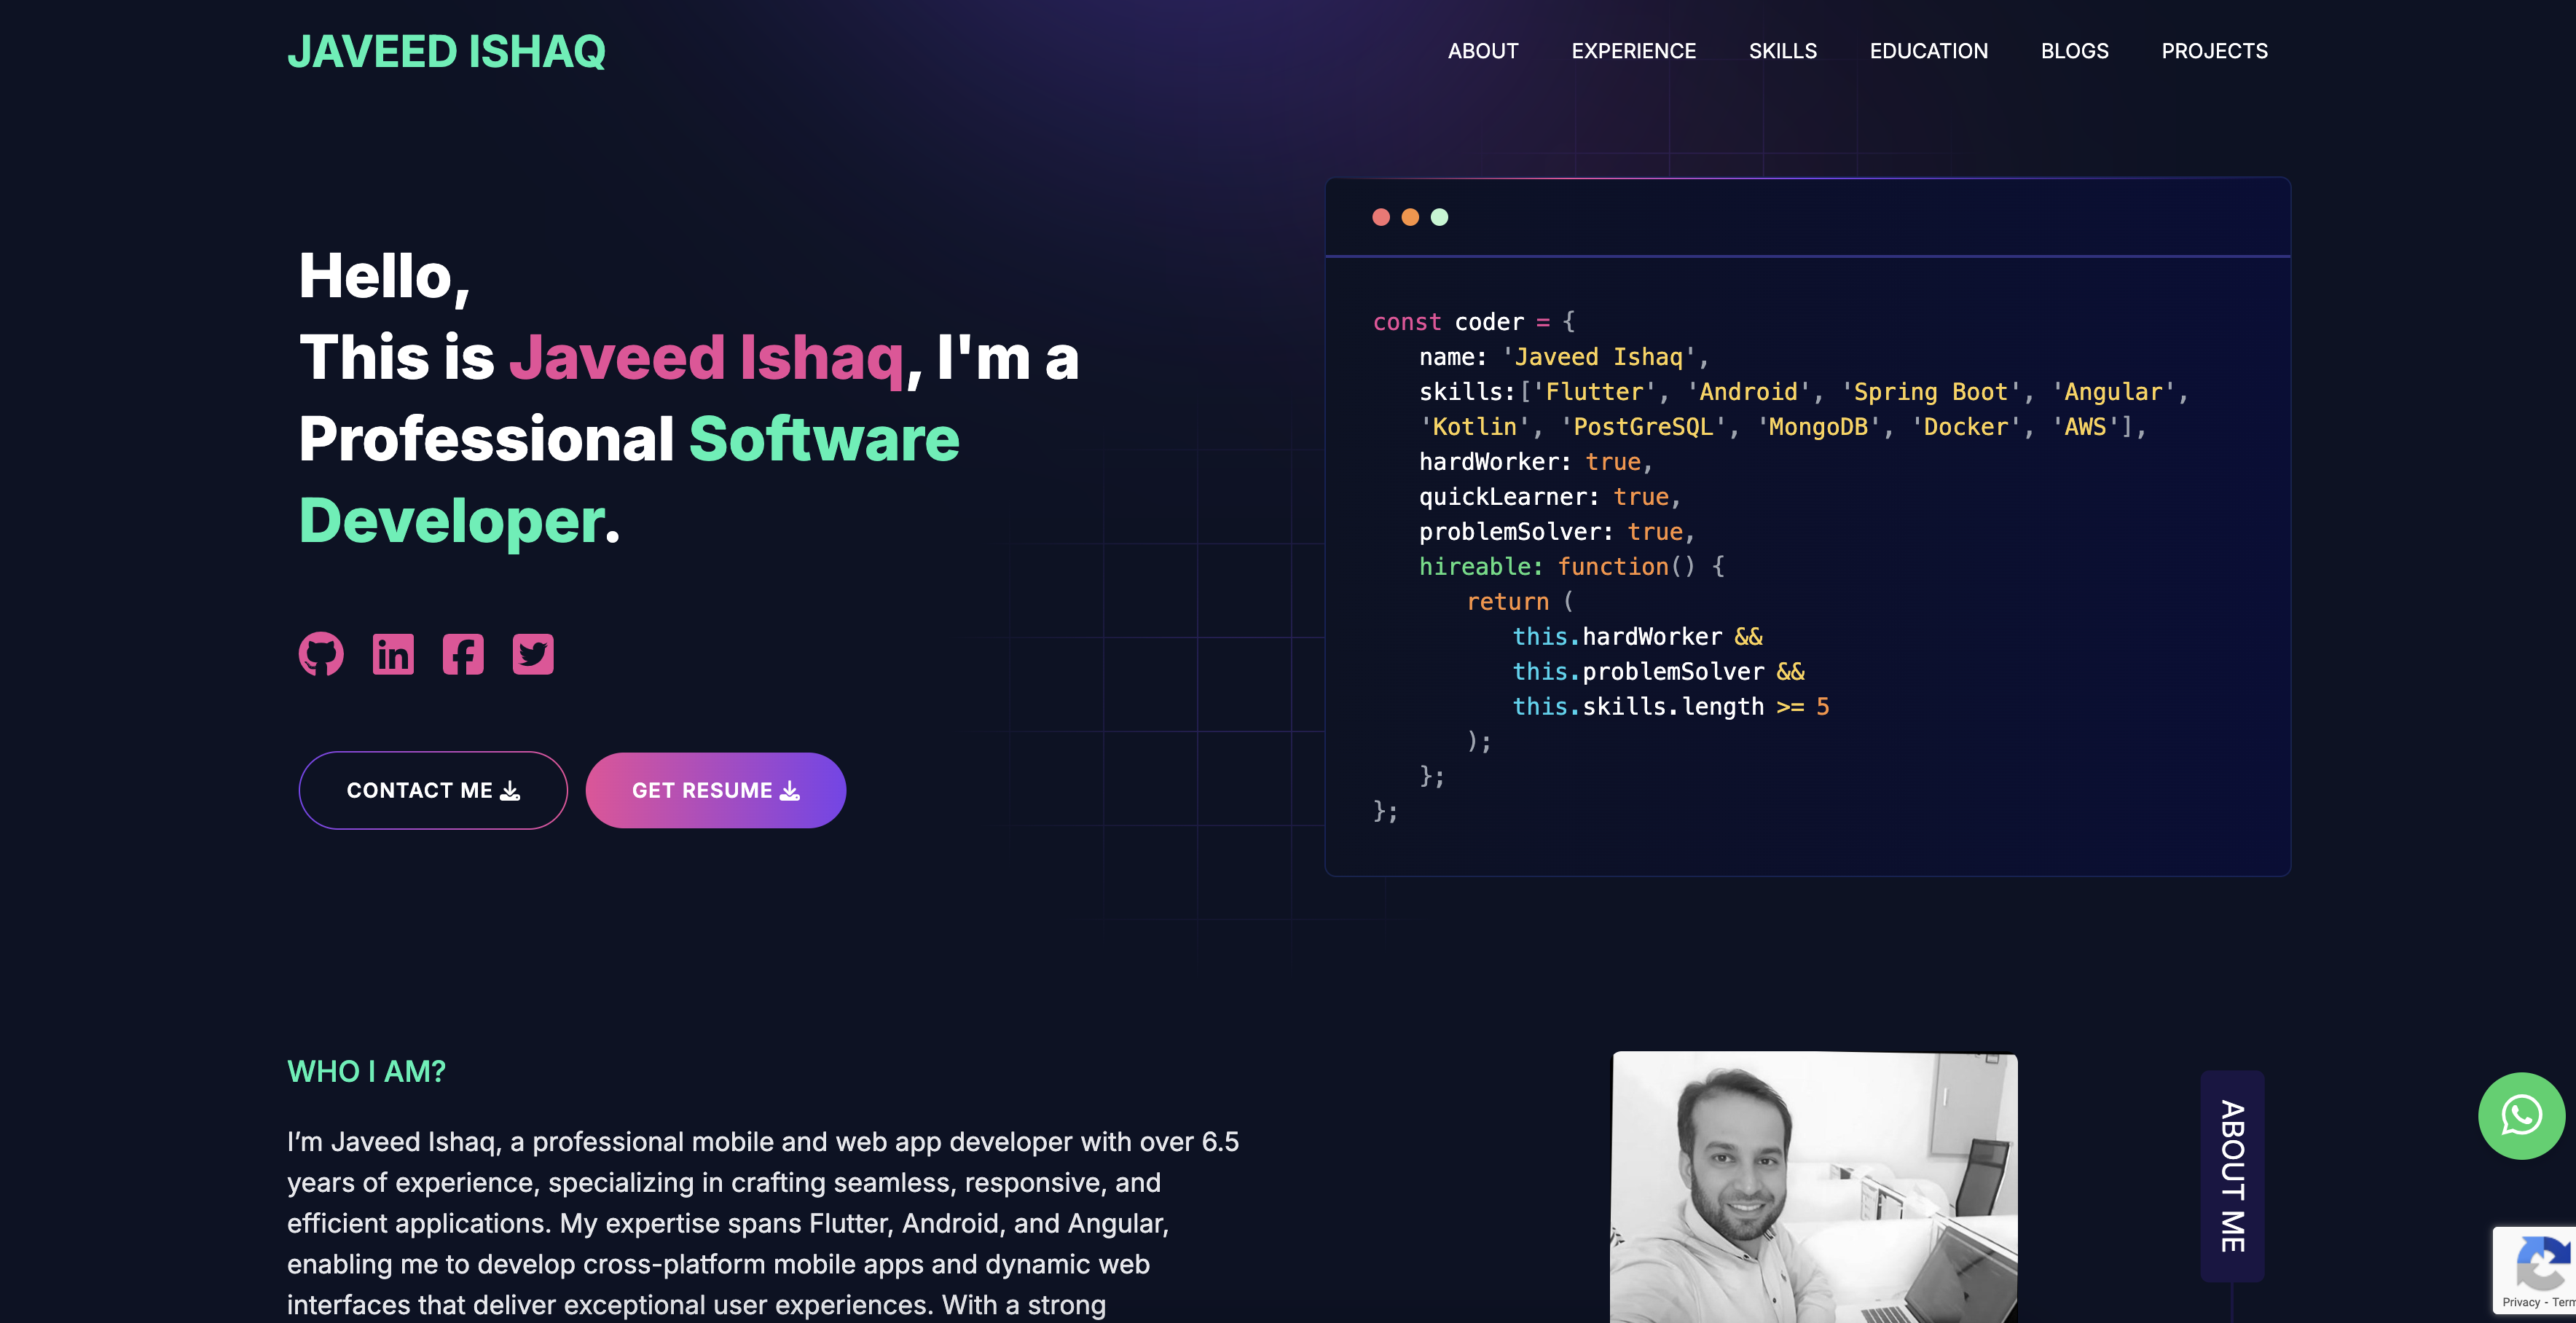 JAVEED ISHAQ
ABOUT EXPERIENCE SKILLS EDUCATION BLOGS PROJECTS
Hello,
This is Javeed Ishaq, I'm a
Professional Software
Developer.
CONTACT ME GET RESUME
const coder = {
name: 'Javeed Ishaq',
skills:['Flutter', 'Android', 'Spring Boot', 'Angular',
'Kotlin', 'PostGreSQL', 'MongoDB', 'Docker', 'AWS'],
hardWorker: true,
quickLearner: true,
problemSolver: true,
hireable: function() {
return (
this.hardWorker &&
this.problemSolver &&
this.skills.length >= 5
);
};
};
WHO I AM?
I’m Javeed Ishaq, a professional mobile and web app developer with over 6.5
years of experience, specializing in crafting seamless, responsive, and
efficient applications. My expertise spans Flutter, Android, and Angular,
enabling me to develop cross-platform mobile apps and dynamic web
interfaces that deliver exceptional user experiences. With a strong
ABOUT ME
Privacy - Term